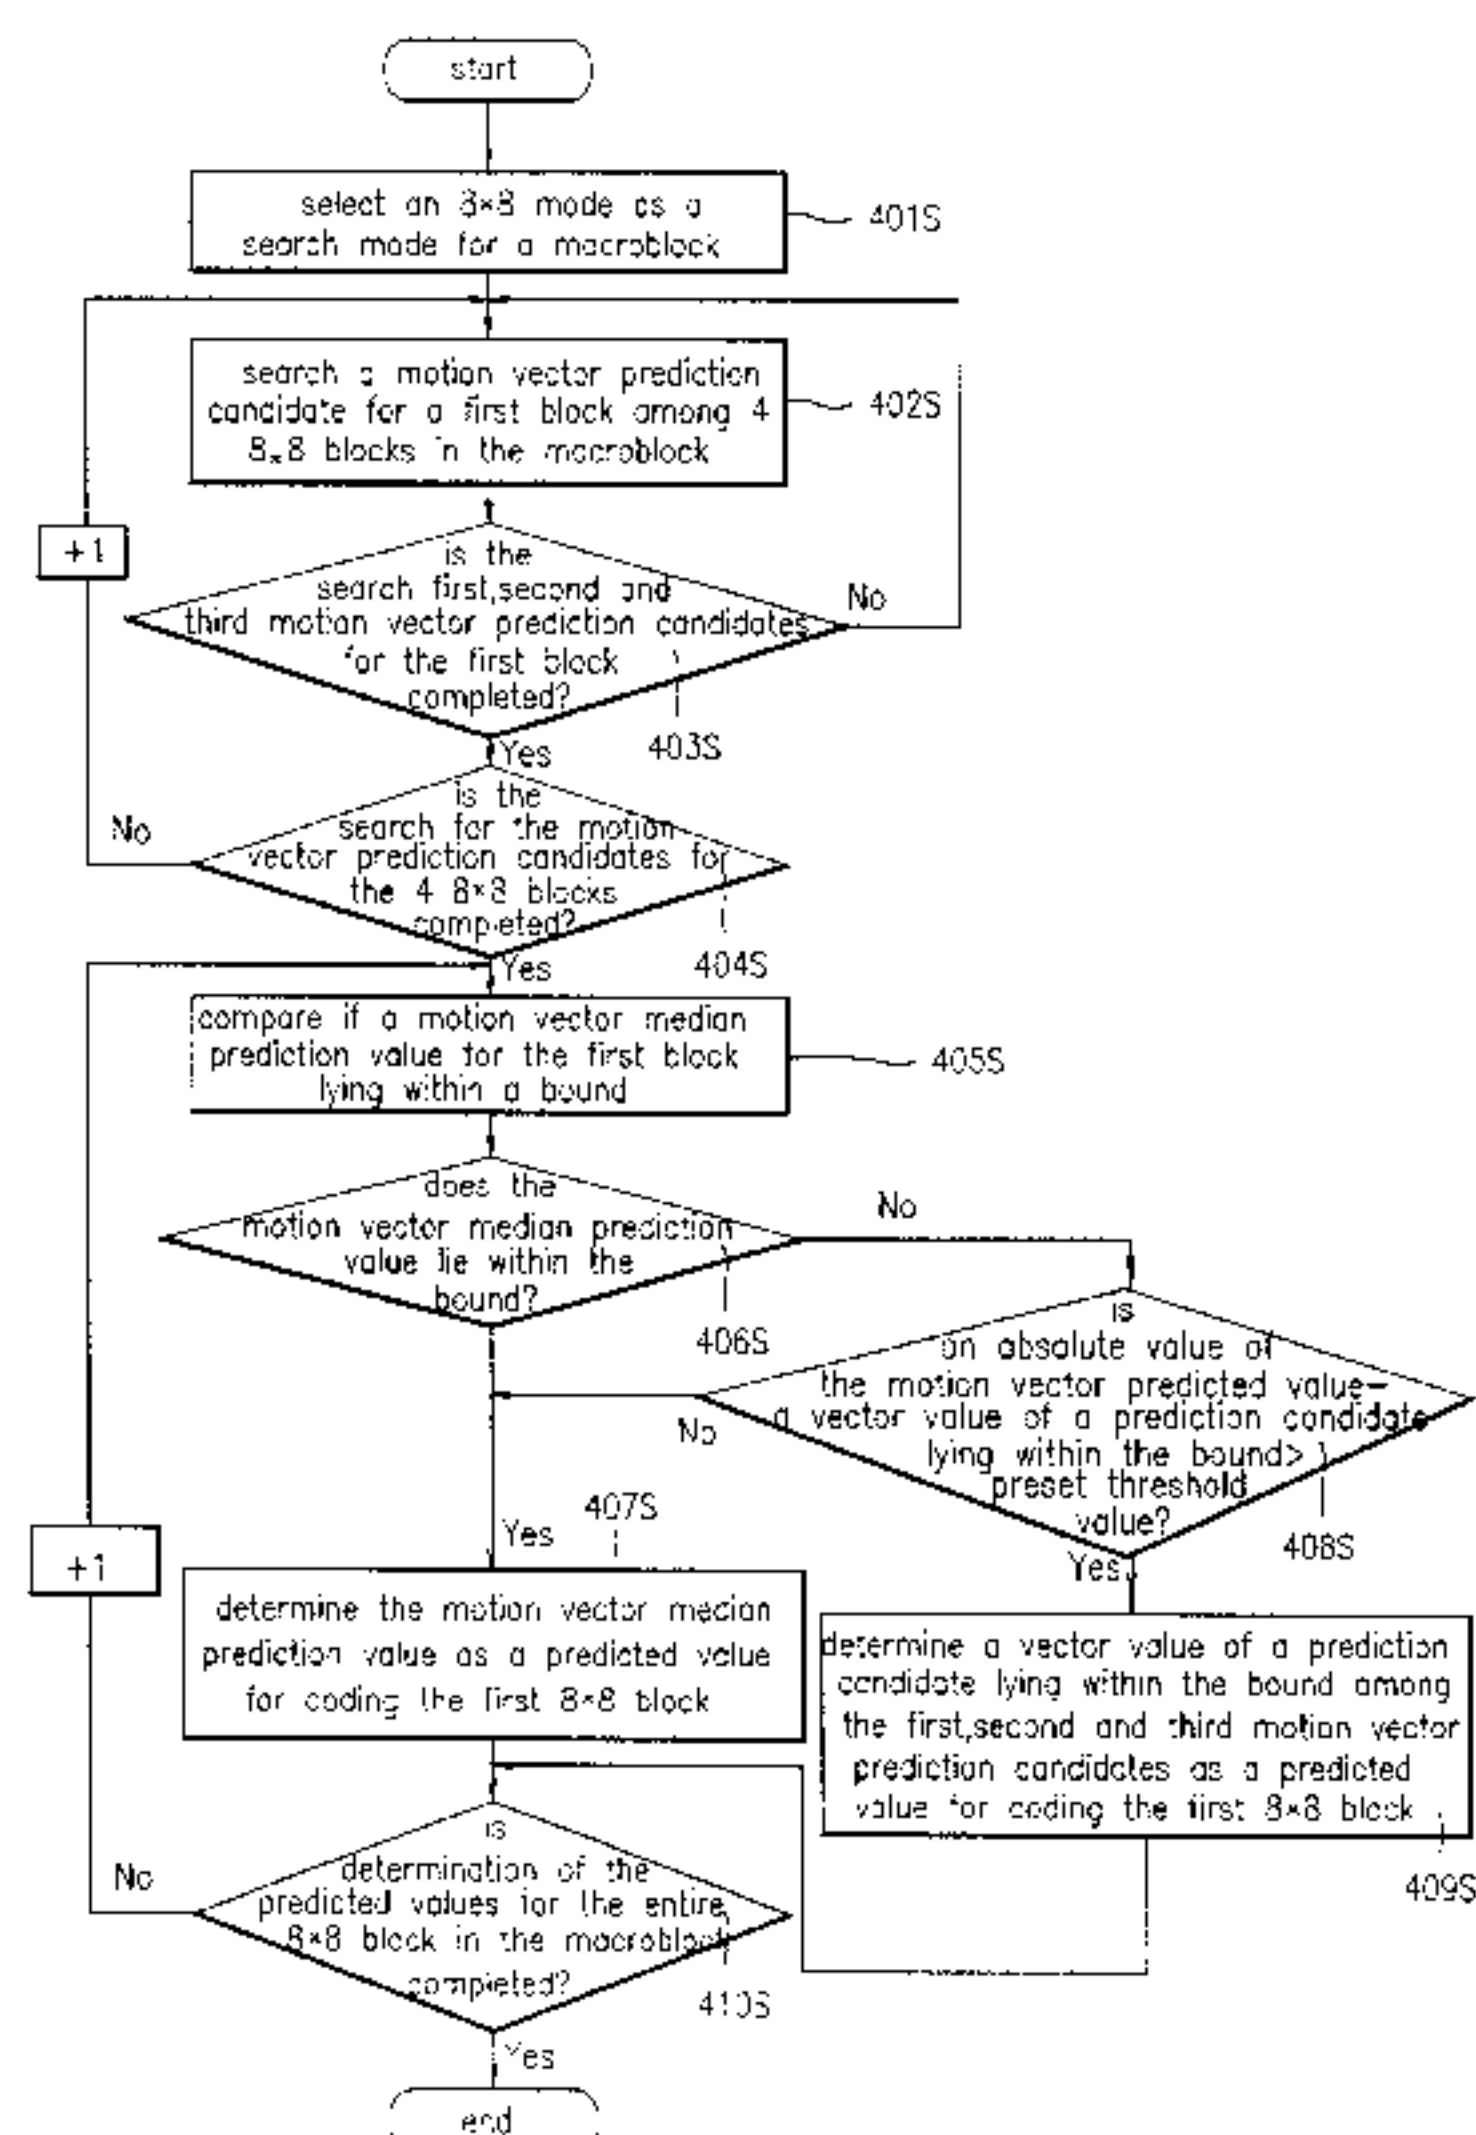 start
select an 8×8 mode as a
search mode for a macroblock
401S
search a motion vector prediction
candidate for a first block among 4
8×8 blocks in the macroblock
402S
+1
is the
search first,second and
third motion vector prediction candidates
for the first block
completed?
No
403S
Yes
is the
search for the motion
vector prediction candidates for
the 4 8×8 blocks
completed?
No
404S
Yes
compare if a motion vector median
prediction value for the first block
lying within a bound
405S
does the
motion vector median prediction
value lie within the
bound?
No
406S
is
an absolute value of
the motion vector predicted value-
a vector value of a prediction candidate
lying within the bound>
preset threshold
value?
No
408S
Yes
407S
Yes
+1
determine the motion vector median
prediction value as a predicted value
for coding the first 8×8 block
determine a vector value of a prediction
candidate lying within the bound among
the first,second and third motion vector
prediction candidates as a predicted
value for coding the first 8×8 block
409S
is
determination of the
predicted values for the entire
8×8 block in the macroblock
completed?
No
410S
Yes
end